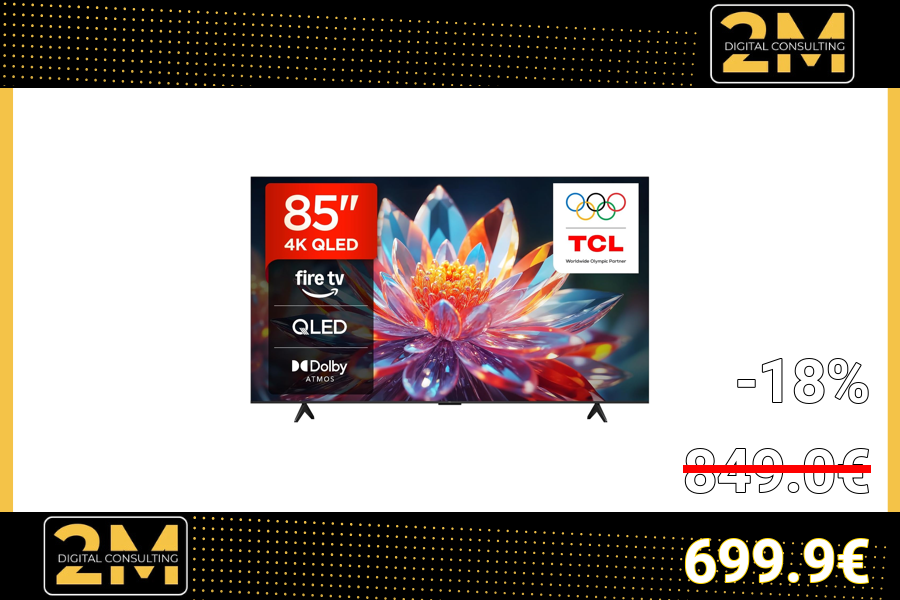 2M
DIGITAL CONSULTING
85"
4K QLED
fire tv
QLED
Dolby
ATMOS
TCL
Worldwide Olympic Partner
-18%
849.0€
2M
DIGITAL CONSULTING
699.9€